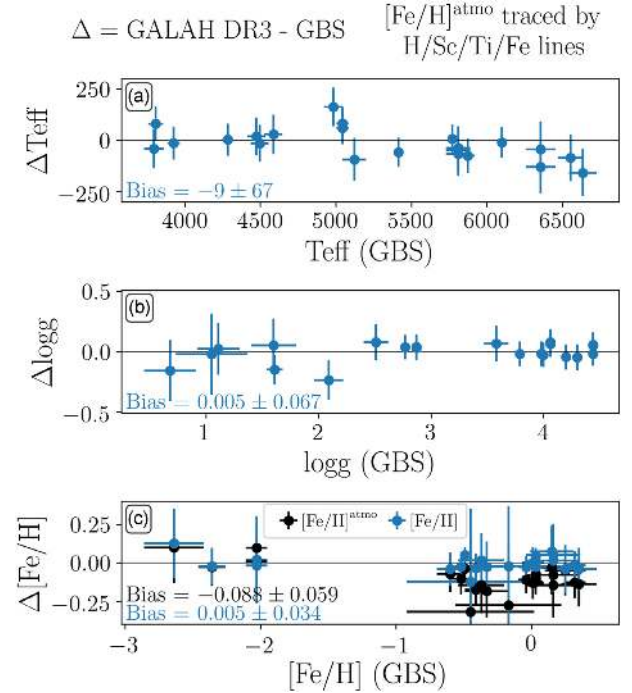 Δ = GALAH DR3 - GBS
[Fe/H]^atmo traced by
H/Sc/Ti/Fe lines
(a)
ΔTeff
250
0
−250
Bias = −9 ± 67
4000 4500 5000 5500 6000 6500
Teff (GBS)
(b)
Δlogg
0.5
0.0
−0.5
Bias = 0.005 ± 0.067
1 2 3 4
logg (GBS)
(c)
[Fe/H]^atmo [Fe/H]
Δ[Fe/H]
0.25
0.00
−0.25
Bias = −0.088 ± 0.059
Bias = 0.005 ± 0.034
−3 −2 −1 0
[Fe/H] (GBS)